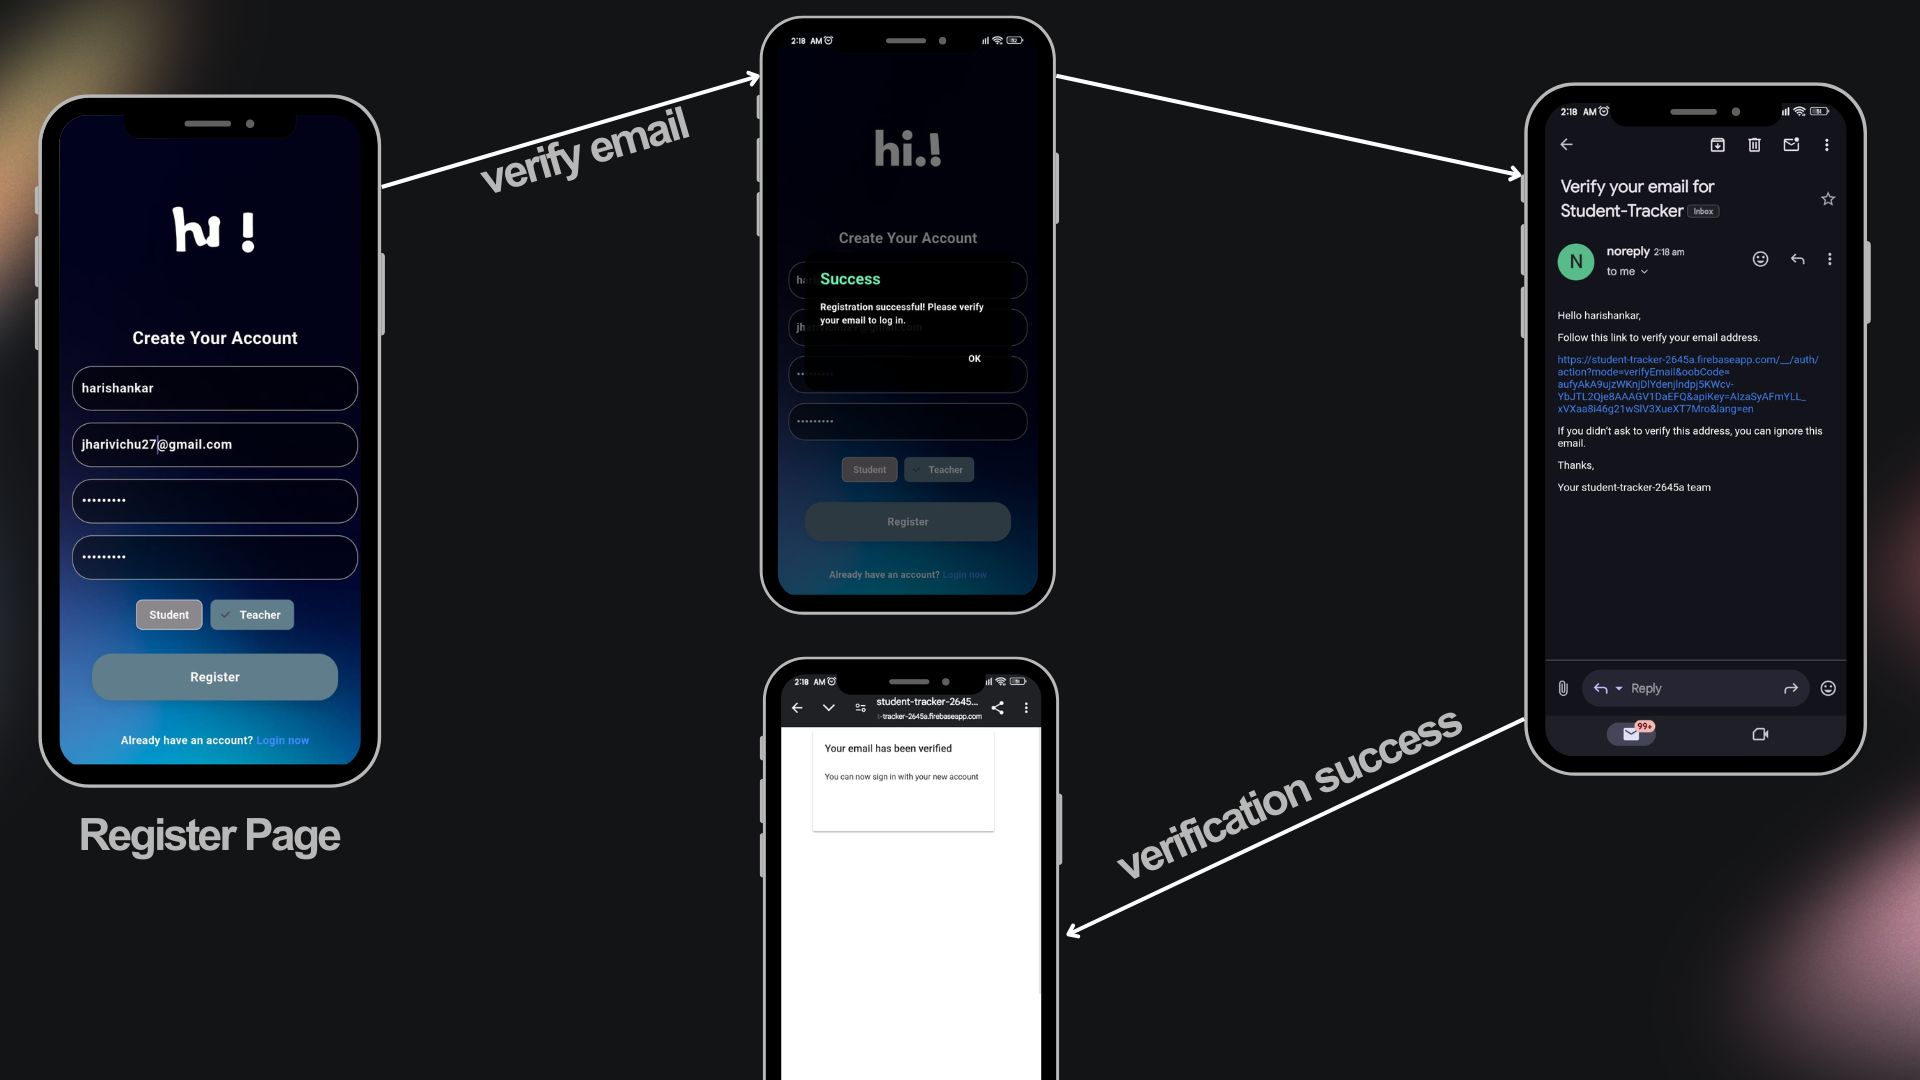 hi !
Create Your Account
harishankar
jharivichu27@gmail.com
•••••••••
•••••••••
Student
Teacher
Register
Already have an account? Login now
Register Page
verify email
2:18 AM
hi.!
Create Your Account
Success
Registration successful! Please verify
your email to log in.
OK
•••••••••
Student
Teacher
Register
Already have an account? Login now
2:18 AM
Verify your email for
Student-Tracker Inbox
N
noreply 2:18 am
to me
Hello harishankar,
Follow this link to verify your email address.
https://student-tracker-2645a.firebaseapp.com/__/auth/
action?mode=verifyEmail&oobCode=
If you didn't ask to verify this address, you can ignore this
email.
Thanks,
Your student-tracker-2645a team
Reply
99+
verification success
2:18 AM
student-tracker-2645...
-tracker-2645a.firebaseapp.com
Your email has been verified
You can now sign in with your new account